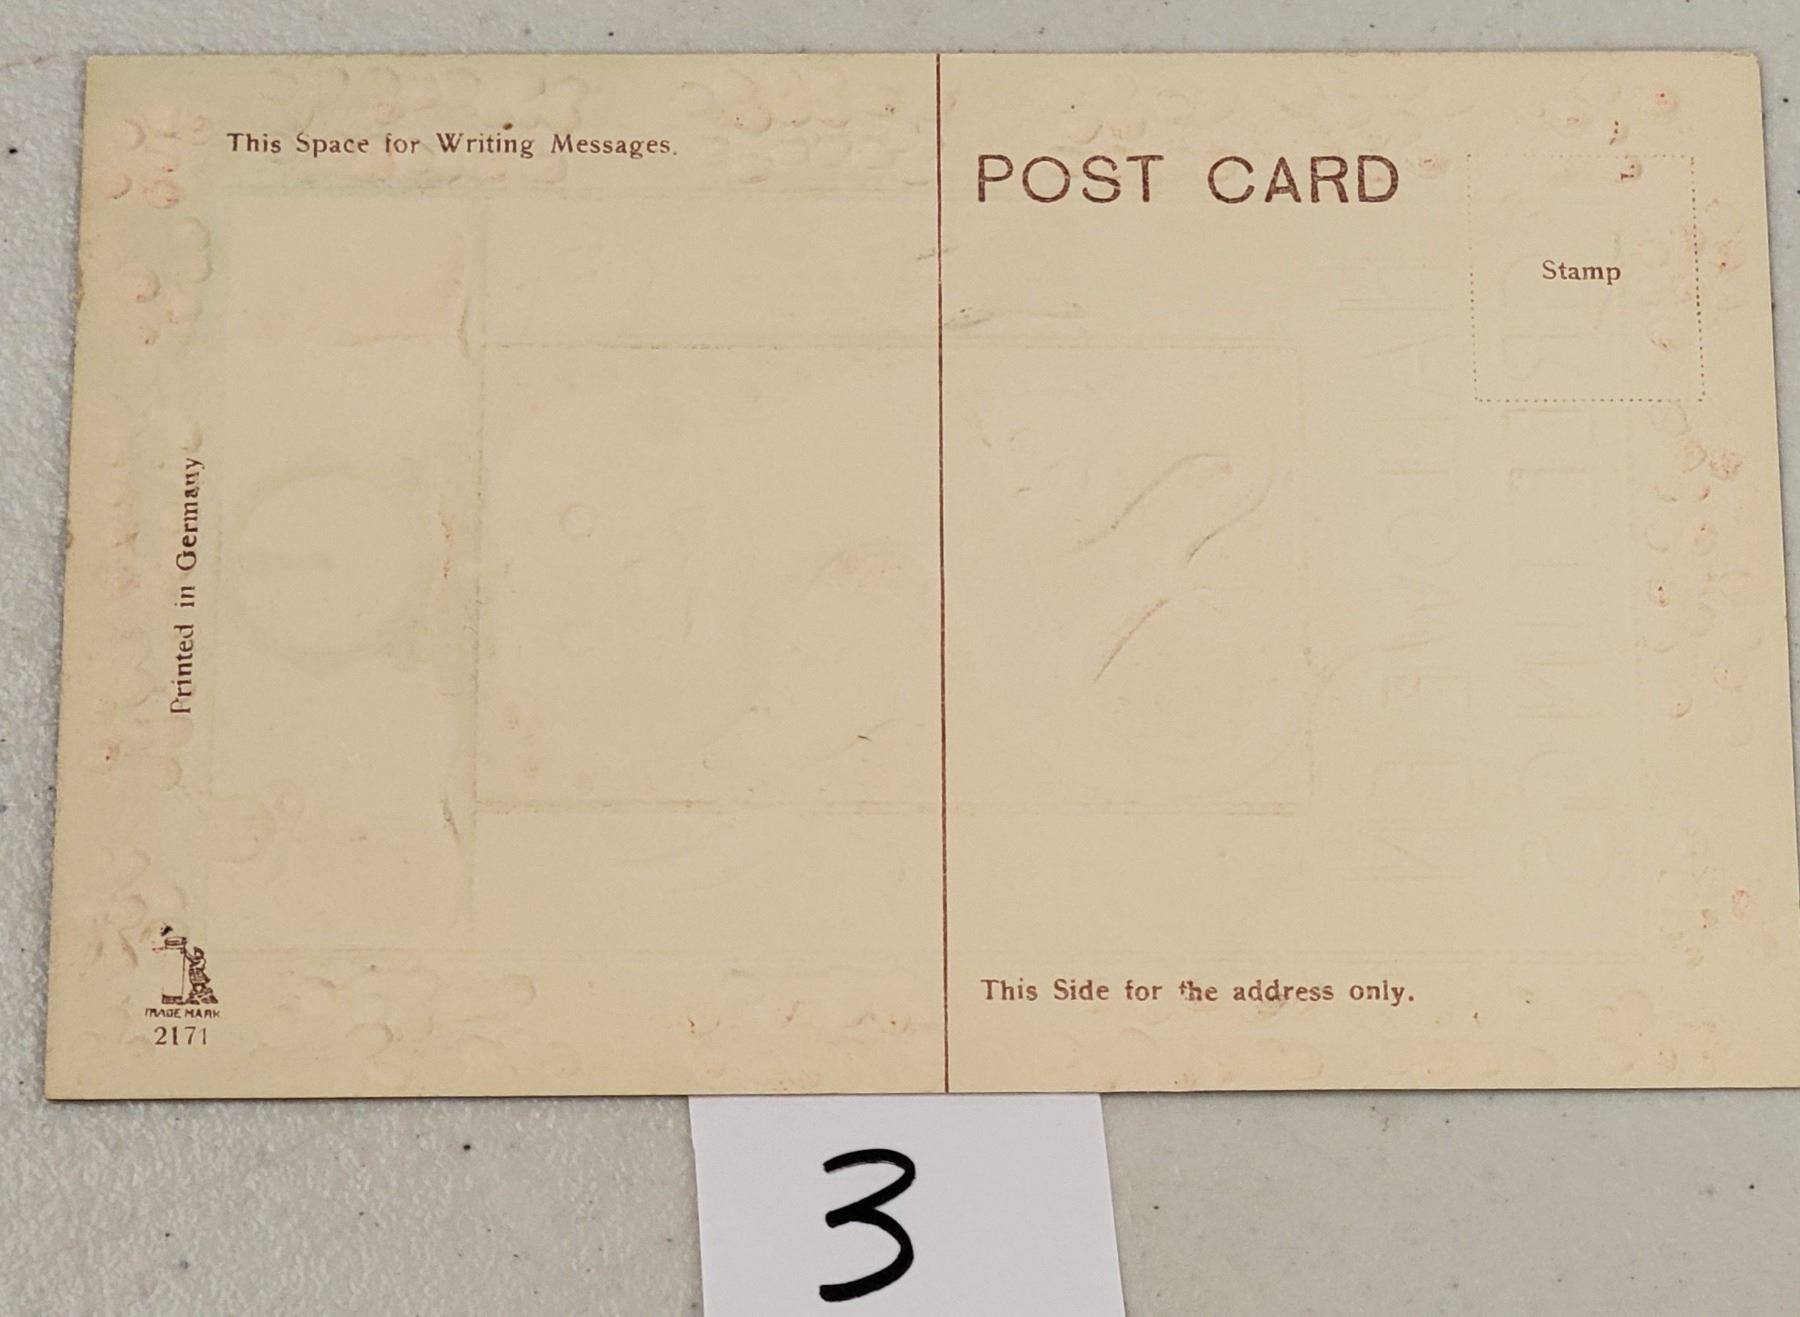 This Space for Writing Messages.
POST CARD
Stamp
Printed in Germany
This Side for the address only.
TRADE MARK
2171
3